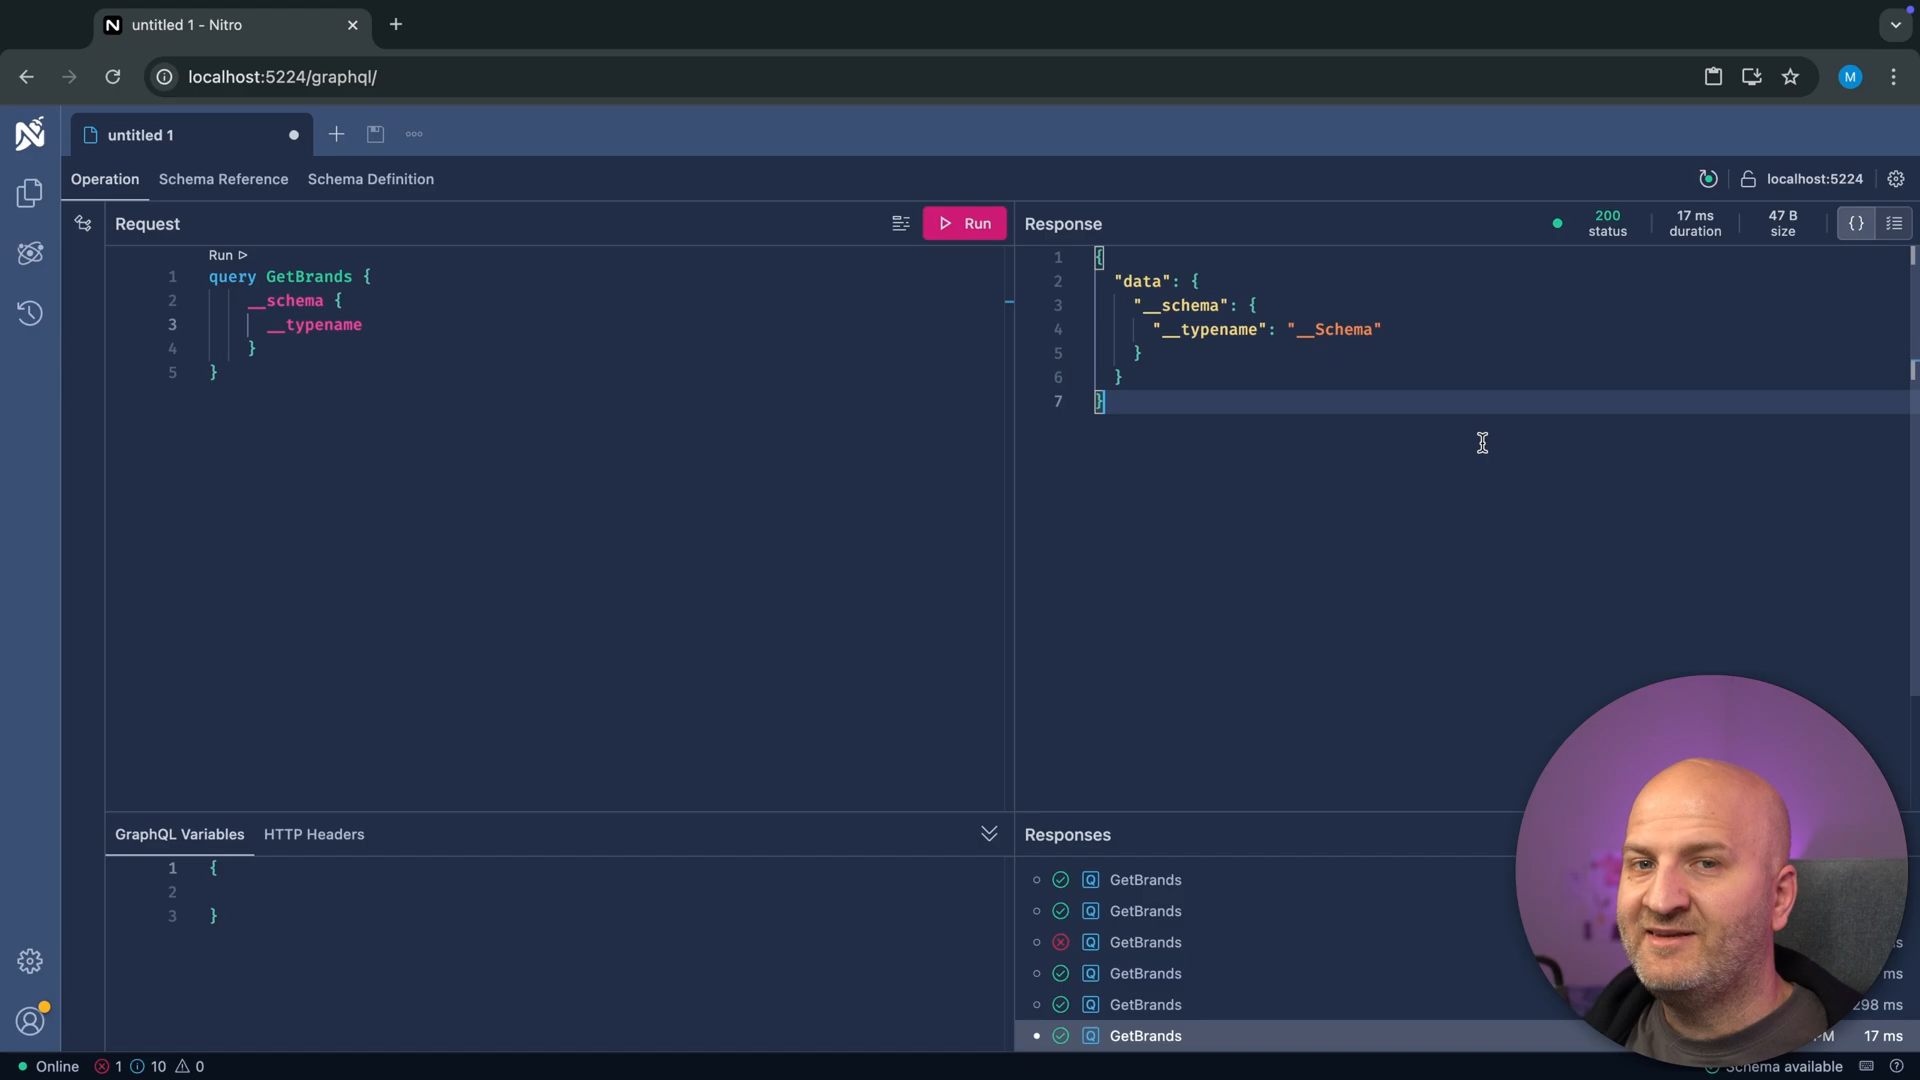 untitled 1 - Nitro
localhost:5224/graphql/
M
untitled 1
Operation Schema Reference Schema Definition
localhost:5224
Request
Run
Response
200 status
17 ms duration
47 B size
{}
Run
1 query GetBrands {
2 __schema {
3 __typename
4 }
5 }
1 {
2 "data": {
3 "__schema": {
4 "__typename": "__Schema"
5 }
6 }
7 }
GraphQL Variables HTTP Headers
1 {
2
3 }
Responses
Q GetBrands
Q GetBrands
Q GetBrands
Q GetBrands ms
Q GetBrands 298 ms
Q GetBrands PM 17 ms
Online 1 10 0
Schema available